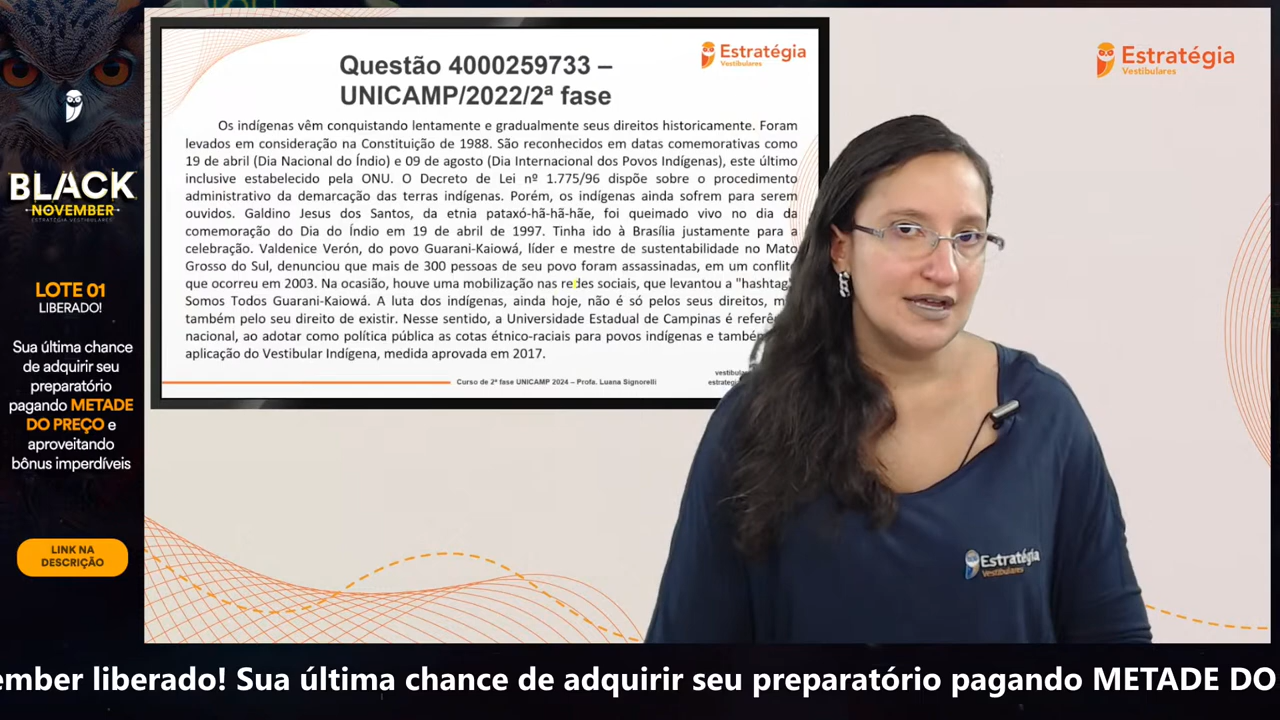 BLACK
NOVEMBER
ESTRATÉGIA VESTIBULARES
LOTE 01
LIBERADO!
Sua última chance
de adquirir seu
preparatório
pagando METADE
DO PREÇO e
aproveitando
bônus imperdíveis
LINK NA
DESCRIÇÃO
Questão 4000259733 –
UNICAMP/2022/2ª fase
Estratégia
Vestibulares
Os indígenas vêm conquistando lentamente e gradualmente seus direitos historicamente. Foram
levados em consideração na Constituição de 1988. São reconhecidos em datas comemorativas como
19 de abril (Dia Nacional do Índio) e 09 de agosto (Dia Internacional dos Povos Indígenas), este último
inclusive estabelecido pela ONU. O Decreto de Lei nº 1.775/96 dispõe sobre o procedimento
administrativo da demarcação das terras indígenas. Porém, os indígenas ainda sofrem para serem
ouvidos. Galdino Jesus dos Santos, da etnia pataxó-hã-hã-hãe, foi queimado vivo no dia da
comemoração do Dia do Índio em 19 de abril de 1997. Tinha ido à Brasília justamente para a
celebração. Valdenice Verón, do povo Guarani-Kaiowá, líder e mestre de sustentabilidade no Mato
Grosso do Sul, denunciou que mais de 300 pessoas de seu povo foram assassinadas, em um conflit
que ocorreu em 2003. Na ocasião, houve uma mobilização nas redes sociais, que levantou a "hashtag
Somos Todos Guarani-Kaiowá. A luta dos indígenas, ainda hoje, não é só pelos seus direitos, m
também pelo seu direito de existir. Nesse sentido, a Universidade Estadual de Campinas é referê
nacional, ao adotar como política pública as cotas étnico-raciais para povos indígenas e també
aplicação do Vestibular Indígena, medida aprovada em 2017.
Curso de 2ª fase UNICAMP 2024 – Profa. Luana Signorelli
vestibula
estrategi
Estratégia
Vestibulares
Estratégia
Vestibulares
ember liberado! Sua última chance de adquirir seu preparatório pagando METADE DO